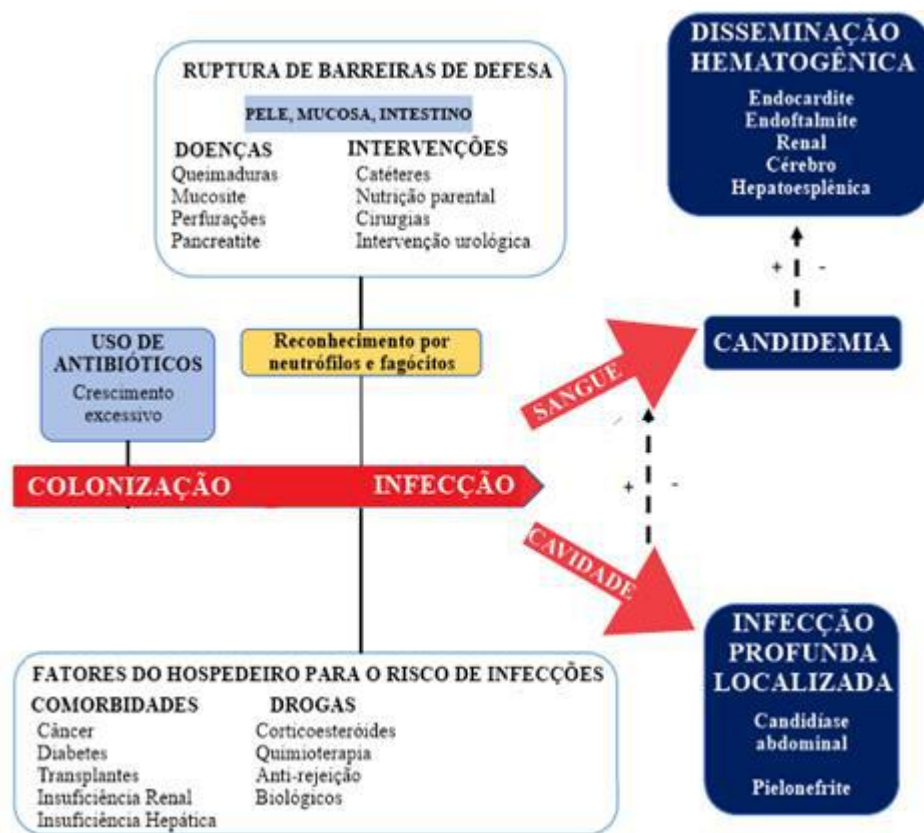 RUPTURA DE BARREIRAS DE DEFESA
PELE, MUCOSA, INTESTINO
DOENÇAS
Queimaduras
Mucosite
Perfurações
Pancreatite
INTERVENÇÕES
Catéteres
Nutrição parental
Cirurgias
Intervenção urológica
DISSEMINAÇÃO
HEMATOGÊNICA
Endocardite
Endoftalmite
Renal
Cérebro
Hepatoesplênica
+ -
USO DE
ANTIBIÓTICOS
Crescimento
excessivo
Reconhecimento por
neutrófilos e fagócitos
SANGUE
CANDIDEMIA
COLONIZAÇÃO
INFECÇÃO
+ -
CAVIDADE
FATORES DO HOSPEDEIRO PARA O RISCO DE INFECÇÕES
COMORBIDADES
Câncer
Diabetes
Transplantes
Insuficiência Renal
Insuficiência Hepática
DROGAS
Corticoesteróides
Quimioterapia
Anti-rejeição
Biológicos
INFECÇÃO
PROFUNDA
LOCALIZADA
Candidíase
abdominal
Pielonefrite